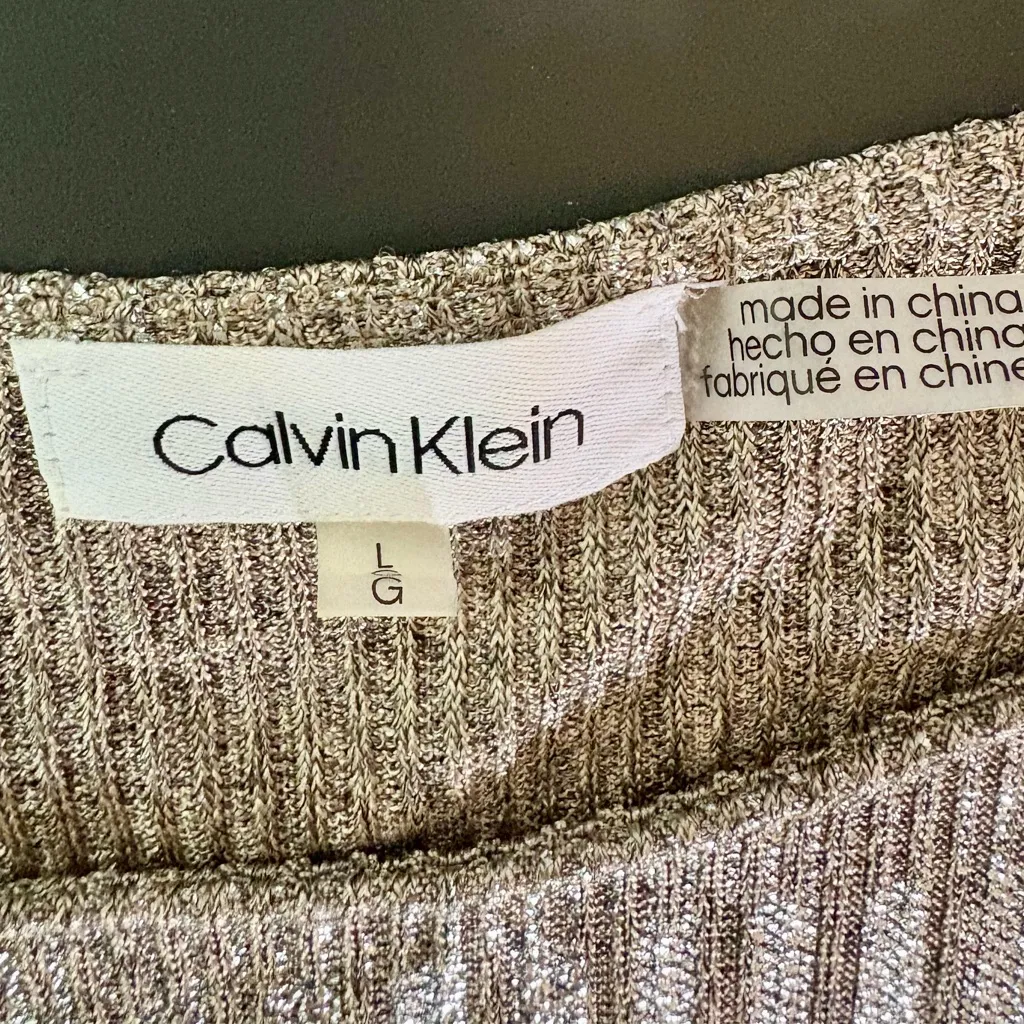 Calvin Klein
L
G
made in china
hecho en china
fabriqué en chine